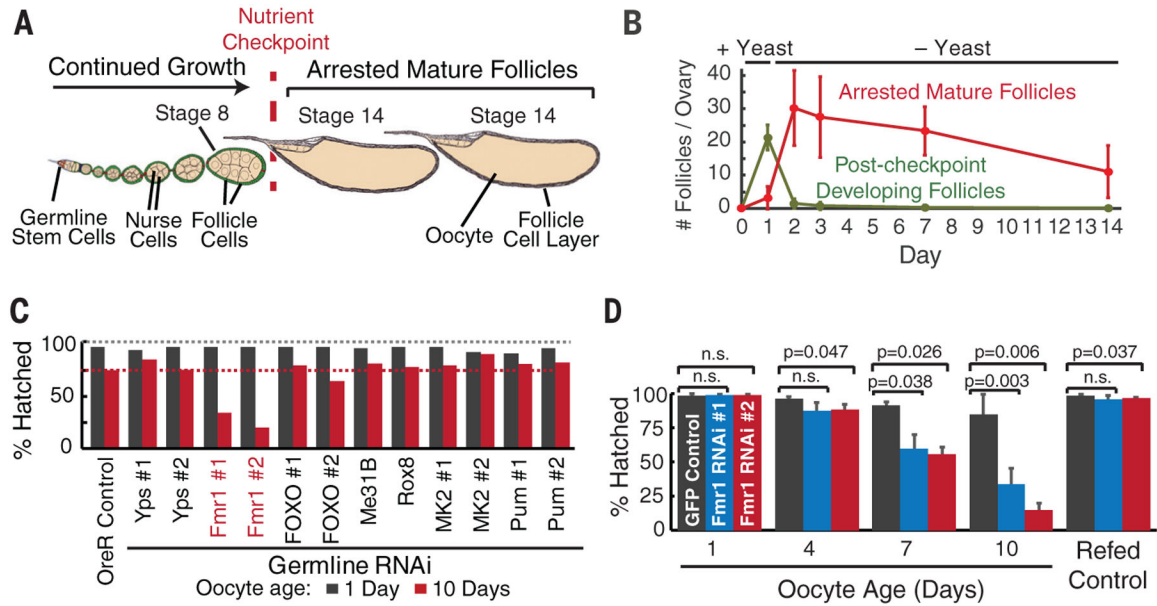 A
Nutrient
Checkpoint
Continued Growth
Arrested Mature Follicles
Stage 8
Stage 14
Stage 14
Germline
Stem Cells
Nurse
Cells
Follicle
Cells
Oocyte
Follicle
Cell Layer
B
+ Yeast
– Yeast
# Follicles / Ovary
40
30
20
10
0
Arrested Mature Follicles
Post-checkpoint
Developing Follicles
0 1 2 3 4 5 6 7 8 9 10 11 12 13 14
Day
C
% Hatched
100
50
0
OreR Control
Yps #1
Yps #2
Fmr1 #1
Fmr1 #2
FOXO #1
FOXO #2
Me31B
Rox8
MK2 #1
MK2 #2
Pum #1
Pum #2
Germline RNAi
Oocyte age: 1 Day 10 Days
D
% Hatched
100
75
50
25
0
n.s.
n.s.
p=0.047
n.s.
p=0.026
p=0.038
p=0.006
p=0.003
p=0.037
n.s.
GFP Control
Fmr1 RNAi #1
Fmr1 RNAi #2
1 4 7 10
Oocyte Age (Days)
Refed
Control